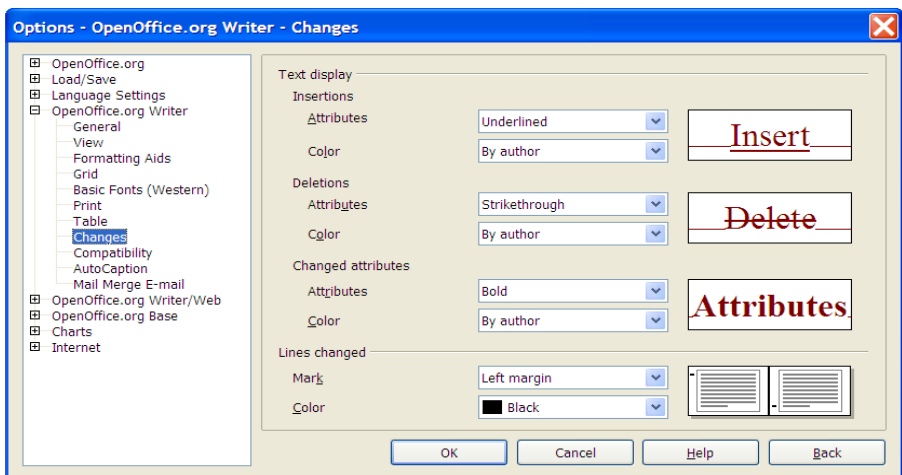 Options - OpenOffice.org Writer - Changes
OpenOffice.org
Load/Save
Language Settings
OpenOffice.org Writer
General
View
Formatting Aids
Grid
Basic Fonts (Western)
Print
Table
Changes
Compatibility
AutoCaption
Mail Merge E-mail
OpenOffice.org Writer/Web
OpenOffice.org Base
Charts
Internet
Text display
Insertions
Attributes Underlined Insert
Color By author
Deletions
Attributes Strikethrough Delete
Color By author
Changed attributes
Attributes Bold Attributes
Color By author
Lines changed
Mark Left margin
Color Black
OK Cancel Help Back